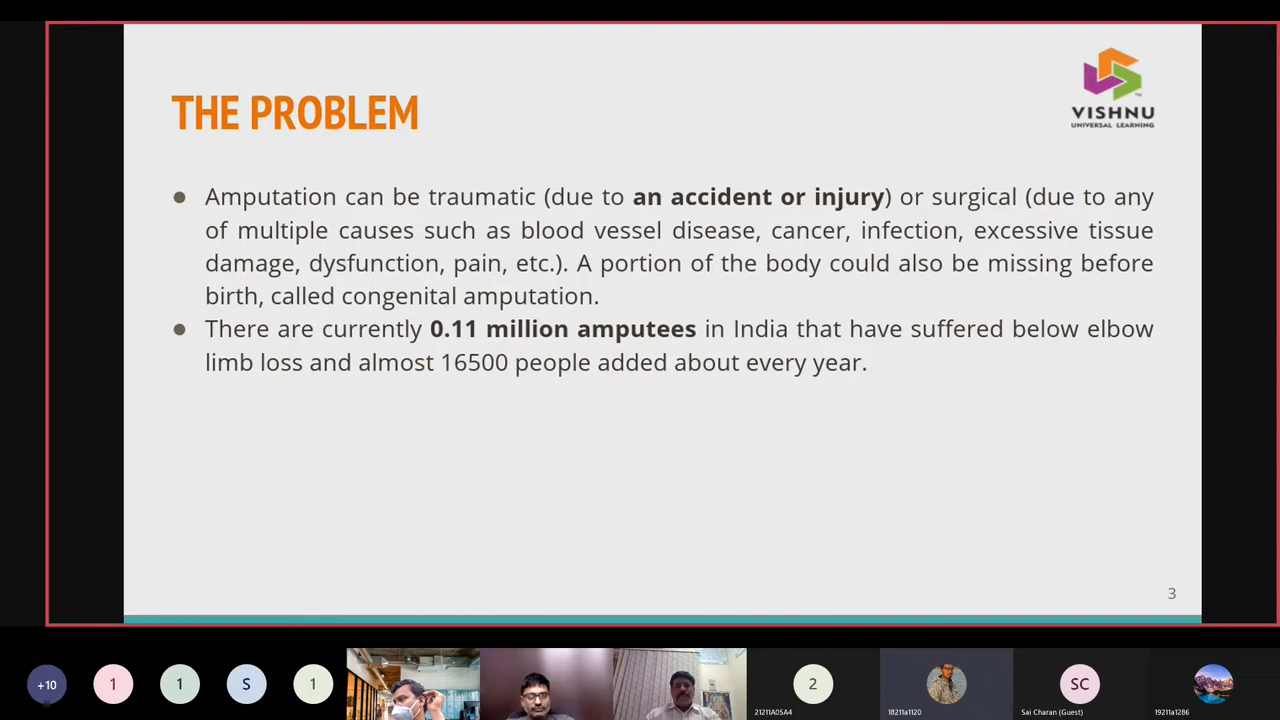 THE PROBLEM
VISHNU
UNIVERSAL LEARNING
● Amputation can be traumatic (due to an accident or injury) or surgical (due to any
of multiple causes such as blood vessel disease, cancer, infection, excessive tissue
damage, dysfunction, pain, etc.). A portion of the body could also be missing before
birth, called congenital amputation.
● There are currently 0.11 million amputees in India that have suffered below elbow
limb loss and almost 16500 people added about every year.
3
+10
1
1
S
1
2
SC
21211A05A4
18211a1120
Sai Charan (Guest)
19211a1286